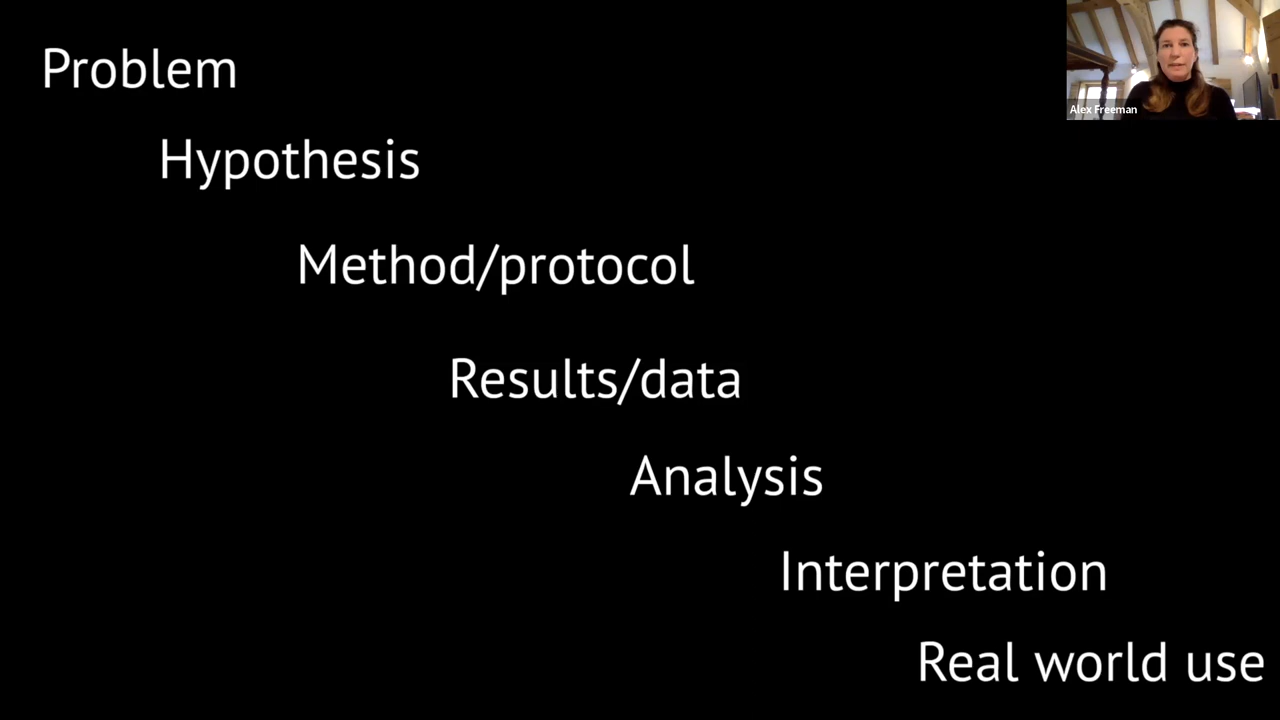 Problem
Alex Freeman
Hypothesis
Method/protocol
Results/data
Analysis
Interpretation
Real world use